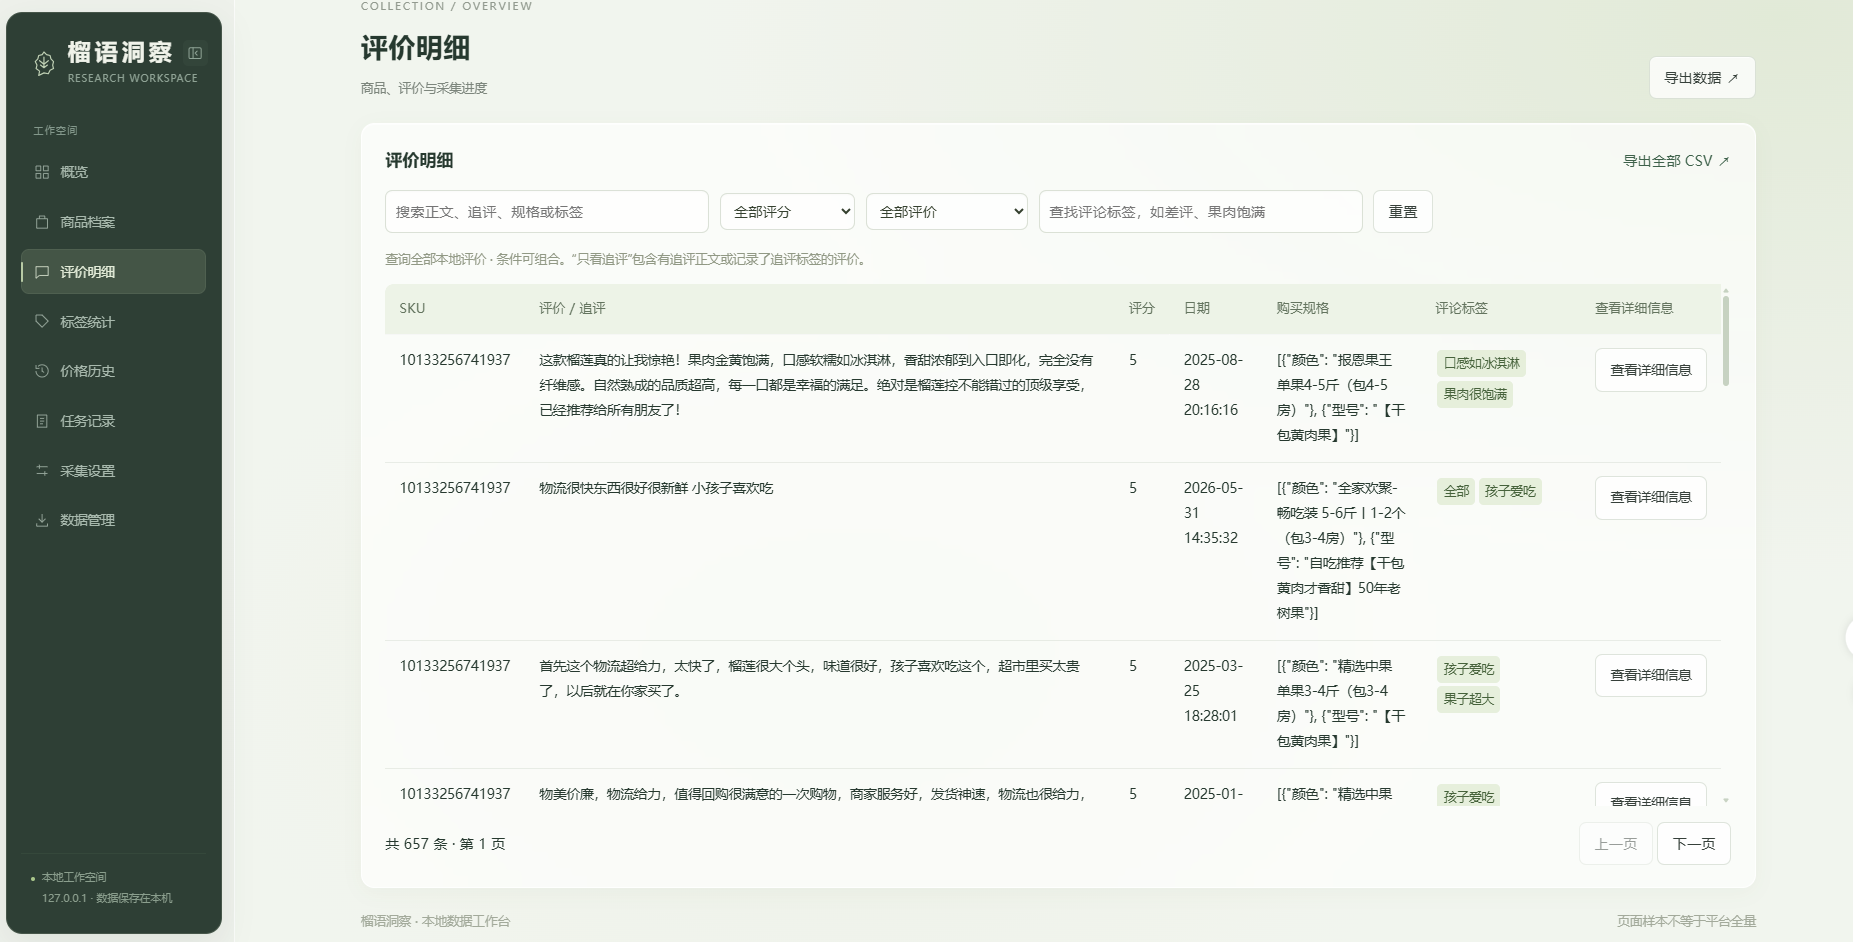 榴语洞察
RESEARCH WORKSPACE
工作空间
概览
商品档案
评价明细
标签统计
价格历史
任务记录
采集设置
数据管理
本地工作空间
127.0.0.1 · 数据保存在本机
COLLECTION / OVERVIEW
评价明细
商品、评价与采集进度
导出数据 ↗
评价明细
导出全部 CSV ↗
搜索正文、追评、规格或标签
全部评分
全部评价
查找评论标签，如差评、果肉饱满
重置
查询全部本地评价 · 条件可组合。“只看追评”包含有追评正文或记录了追评标签的评价。
SKU 评价 / 追评 评分 日期 购买规格 评论标签 查看详细信息
10133256741937
这款榴莲真的让我惊艳！果肉金黄饱满，口感软糯如冰淇淋，香甜浓郁到入口即化，完全没有
纤维感。自然熟成的品质超高，每一口都是幸福的满足。绝对是榴莲控不能错过的顶级享受，
已经推荐给所有朋友了！
5
2025-08-
28
20:16:16
[{"颜色": "报恩果王
单果4-5斤（包4-5
房）"}, {"型号": "【干
包黄肉果】"}]
口感如冰淇淋
果肉很饱满
查看详细信息
10133256741937
物流很快东西很好很新鲜 小孩子喜欢吃
5
2026-05-
31
14:35:32
[{"颜色": "全家欢聚-
畅吃装 5-6斤丨1-2个
（包3-4房）"}, {"型
号": "自吃推荐【干包
黄肉才香甜】50年老
树果"}]
全部 孩子爱吃
查看详细信息
10133256741937
首先这个物流超给力，太快了，榴莲很大个头，味道很好，孩子喜欢吃这个，超市里买太贵
了，以后就在你家买了。
5
2025-03-
25
18:28:01
[{"颜色": "精选中果
单果3-4斤（包3-4
房）"}, {"型号": "【干
包黄肉果】"}]
孩子爱吃
果子超大
查看详细信息
10133256741937
物美价廉，物流给力，值得回购很满意的一次购物，商家服务好，发货神速，物流也很给力，
5
2025-01-
[{"颜色": "精选中果
孩子爱吃
查看详细信息
共 657 条 · 第 1 页
上一页
下一页
榴语洞察 · 本地数据工作台
页面样本不等于平台全量